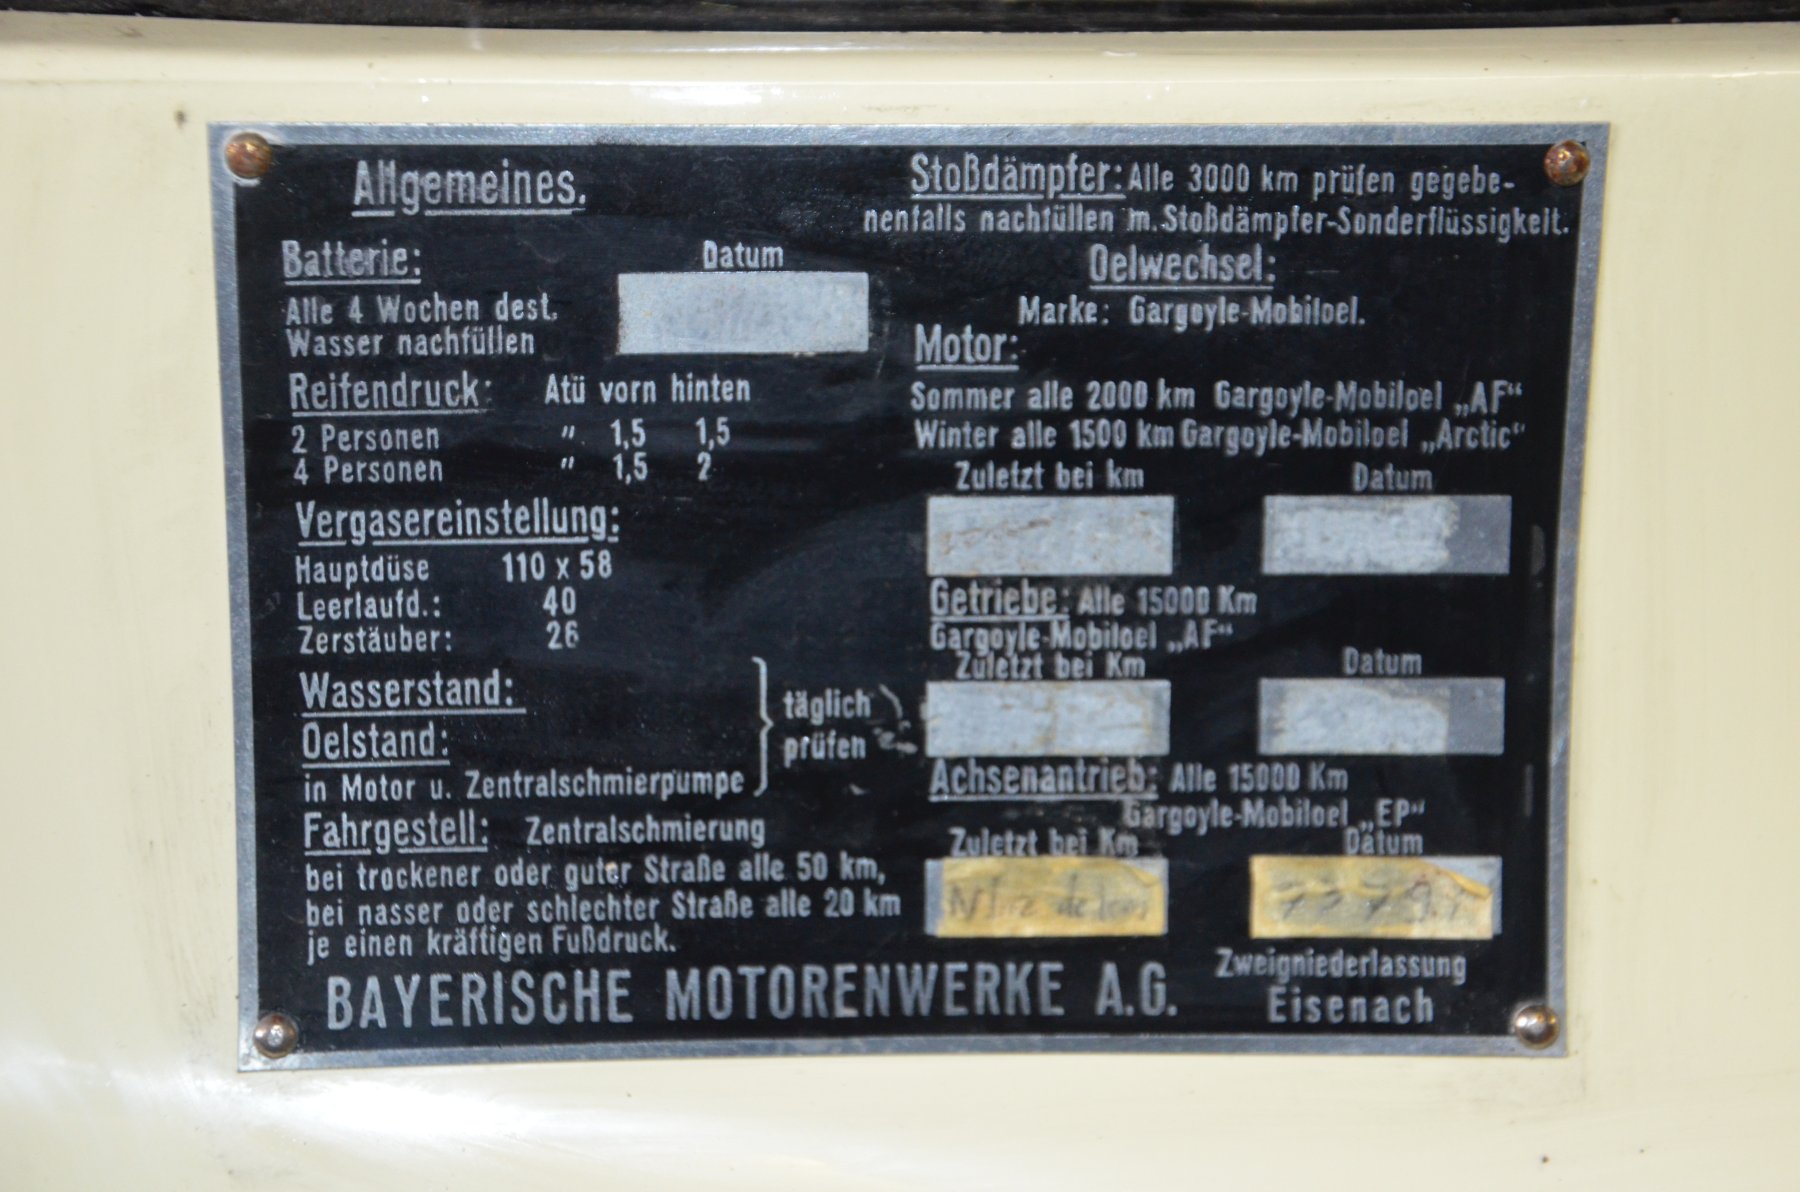 Allgemeines.
Batterie: Datum
Alle 4 Wochen dest.
Wasser nachfüllen
Reifendruck: Atü vorn hinten
2 Personen " 1,5 1,5
4 Personen " 1,5 2
Vergasereinstellung:
Hauptdüse 110 x 58
Leerlaufd.: 40
Zerstäuber: 26
Wasserstand:
Oelstand:
in Motor u. Zentralschmierpumpe
täglich
prüfen
Fahrgestell: Zentralschmierung
bei trockener oder guter Straße alle 50 km,
bei nasser oder schlechter Straße alle 20 km
je einen kräftigen Fußdruck.
Stoßdämpfer: Alle 3000 km prüfen gegebe-
nenfalls nachfüllen m. Stoßdämpfer-Sonderflüssigkeit.
Oelwechsel:
Marke: Gargoyle-Mobiloel.
Motor:
Sommer alle 2000 km Gargoyle-Mobiloel „AF“
Winter alle 1500 km Gargoyle-Mobiloel „Arctic“
Zuletzt bei km Datum
Getriebe: Alle 15000 Km
Gargoyle-Mobiloel „AF“
Zuletzt bei Km Datum
Achsenantrieb: Alle 15000 Km
Gargoyle-Mobiloel „EP“
Zuletzt bei Km Datum
BAYERISCHE MOTORENWERKE A.G.
Zweigniederlassung
Eisenach